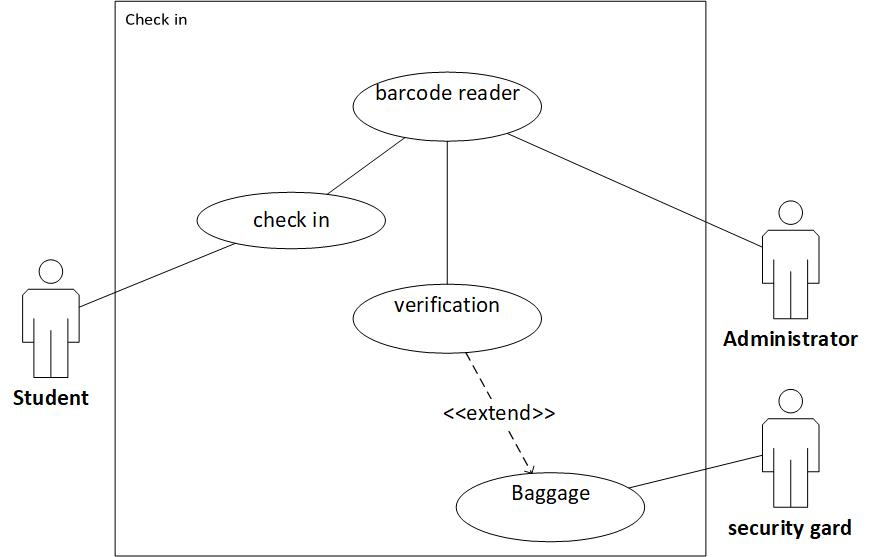 Check in
barcode reader
check in
verification
Student
Administrator
<<extend>>
Baggage
security gard